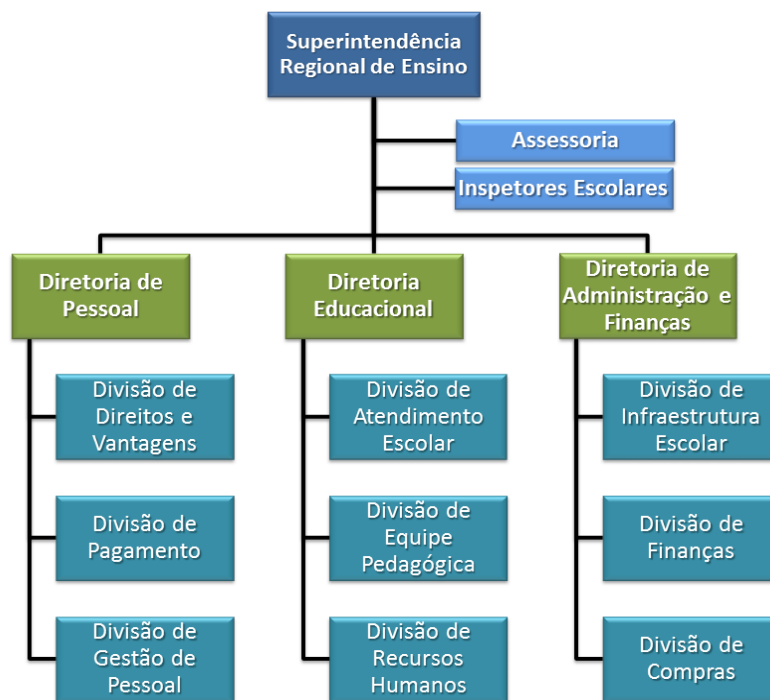 Superintendência
Regional de Ensino
Assessoria
Inspetores Escolares
Diretoria de
Pessoal
Diretoria
Educacional
Diretoria de
Administração e
Finanças
Divisão de
Direitos e
Vantagens
Divisão de
Atendimento
Escolar
Divisão de
Infraestrutura
Escolar
Divisão de
Pagamento
Divisão de
Equipe
Pedagógica
Divisão de
Finanças
Divisão de
Gestão de
Pessoal
Divisão de
Recursos
Humanos
Divisão de
Compras